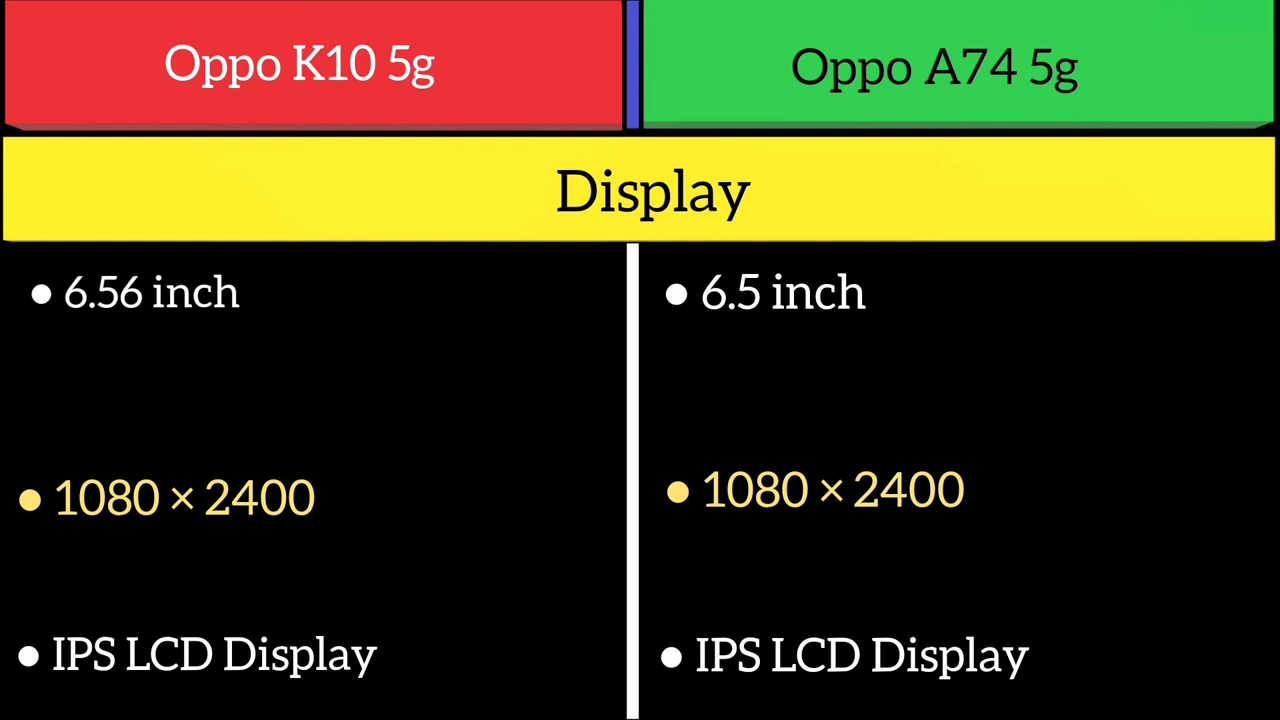 Oppo K10 5g
Oppo A74 5g
Display
• 6.56 inch
• 6.5 inch
• 1080 × 2400
• 1080 × 2400
• IPS LCD Display
• IPS LCD Display